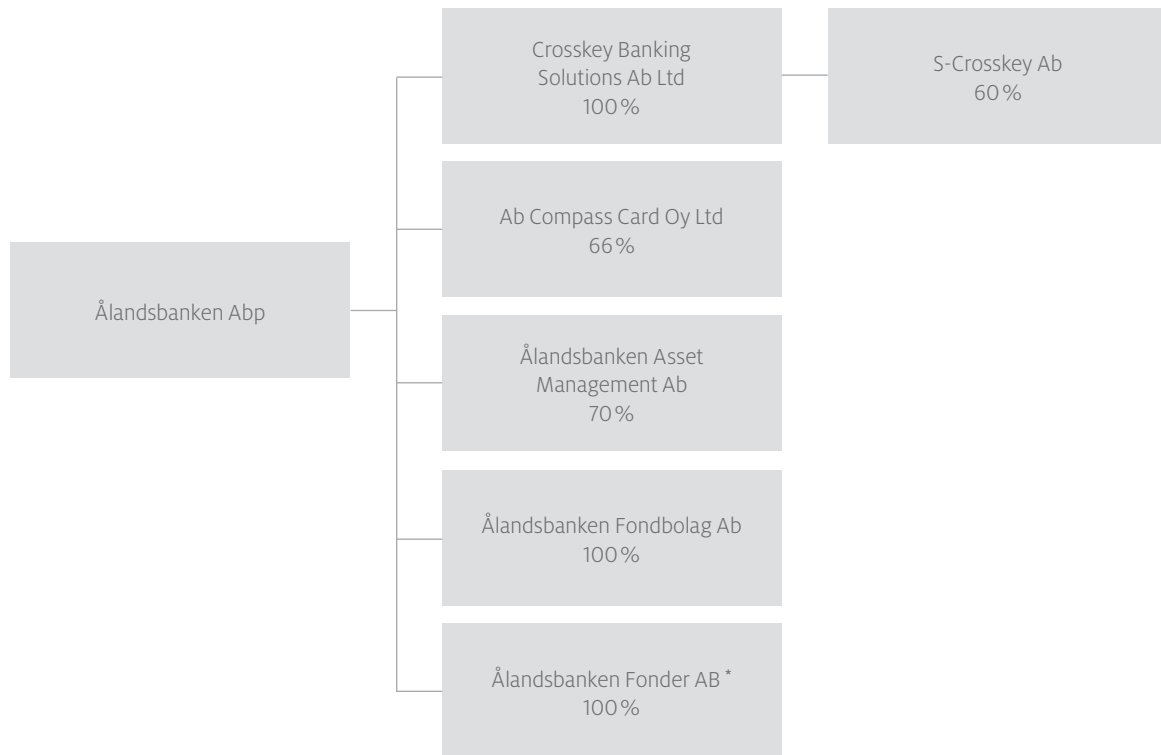 Crosskey Banking
Solutions Ab Ltd
100 %
S-Crosskey Ab
60 %
Ab Compass Card Oy Ltd
66 %
Ålandsbanken Abp
Ålandsbanken Asset
Management Ab
70 %
Ålandsbanken Fondbolag Ab
100 %
Ålandsbanken Fonder AB *
100 %